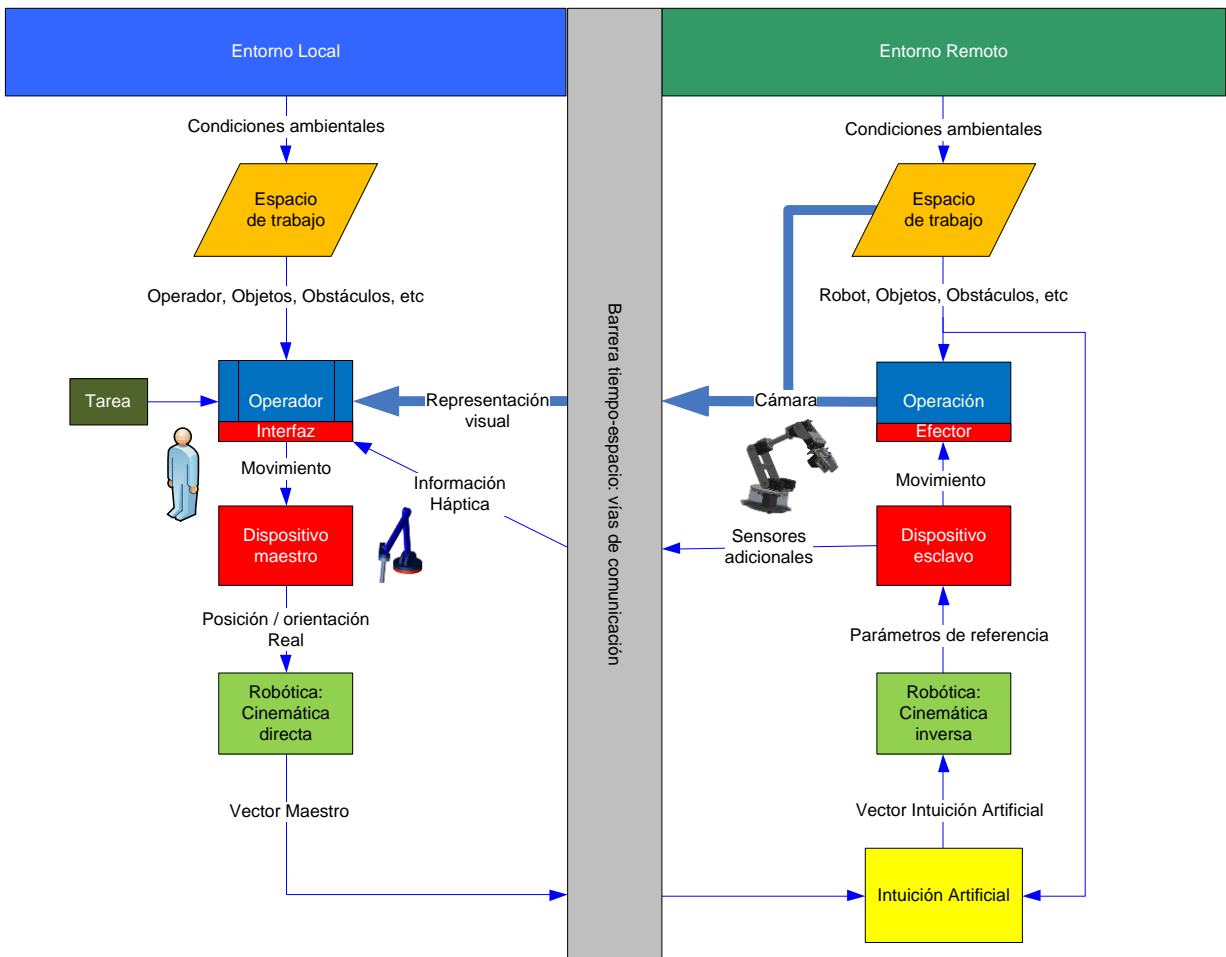 Entorno Local
Entorno Remoto
Condiciones ambientales
Condiciones ambientales
Espacio
de trabajo
Espacio
de trabajo
Operador, Objetos, Obstáculos, etc
Robot, Objetos, Obstáculos, etc
Barrera tiempo-espacio: vías de comunicación
Tarea
Operador
Interfaz
Representación
visual
Cámara
Operación
Efector
Movimiento
Información
Háptica
Movimiento
Dispositivo
maestro
Sensores
adicionales
Dispositivo
esclavo
Posición / orientación
Real
Parámetros de referencia
Robótica:
Cinemática
directa
Robótica:
Cinemática
inversa
Vector Maestro
Vector Intuición Artificial
Intuición Artificial